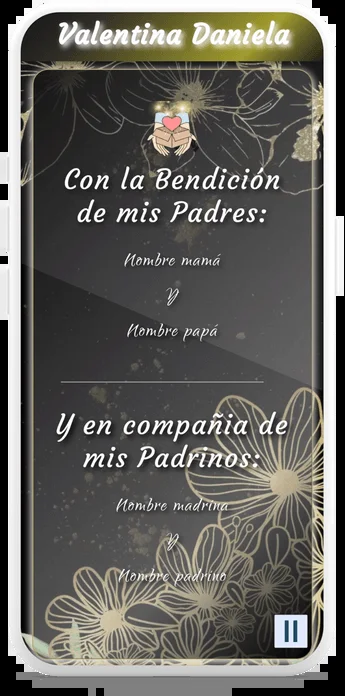 Valentina Daniela
Con la Bendición
de mis Padres:
Nombre mamá
Y
Nombre papá
Y en compañia de
mis Padrinos:
Nombre madrina
Y
Nombre padrino